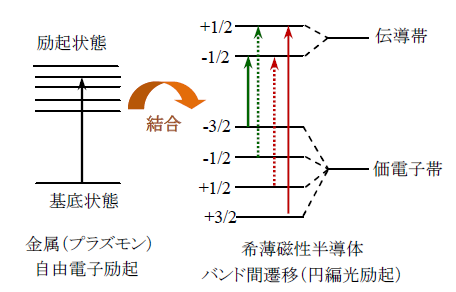 励起状態
基底状態
金属（プラズモン）
自由電子励起
結合
+1/2
-1/2
伝導帯
-3/2
-1/2
+1/2
+3/2
価電子帯
希薄磁性半導体
バンド間遷移（円編光励起）